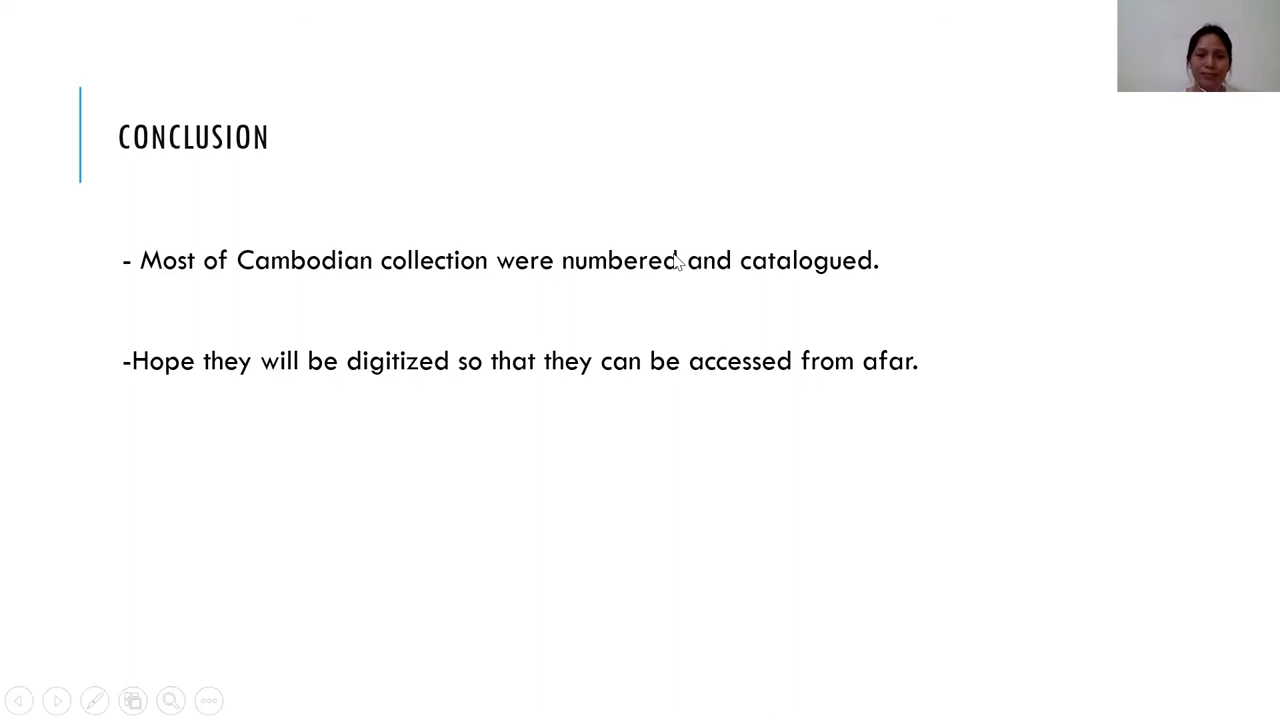 CONCLUSION
- Most of Cambodian collection were numbered and catalogued.
-Hope they will be digitized so that they can be accessed from afar.